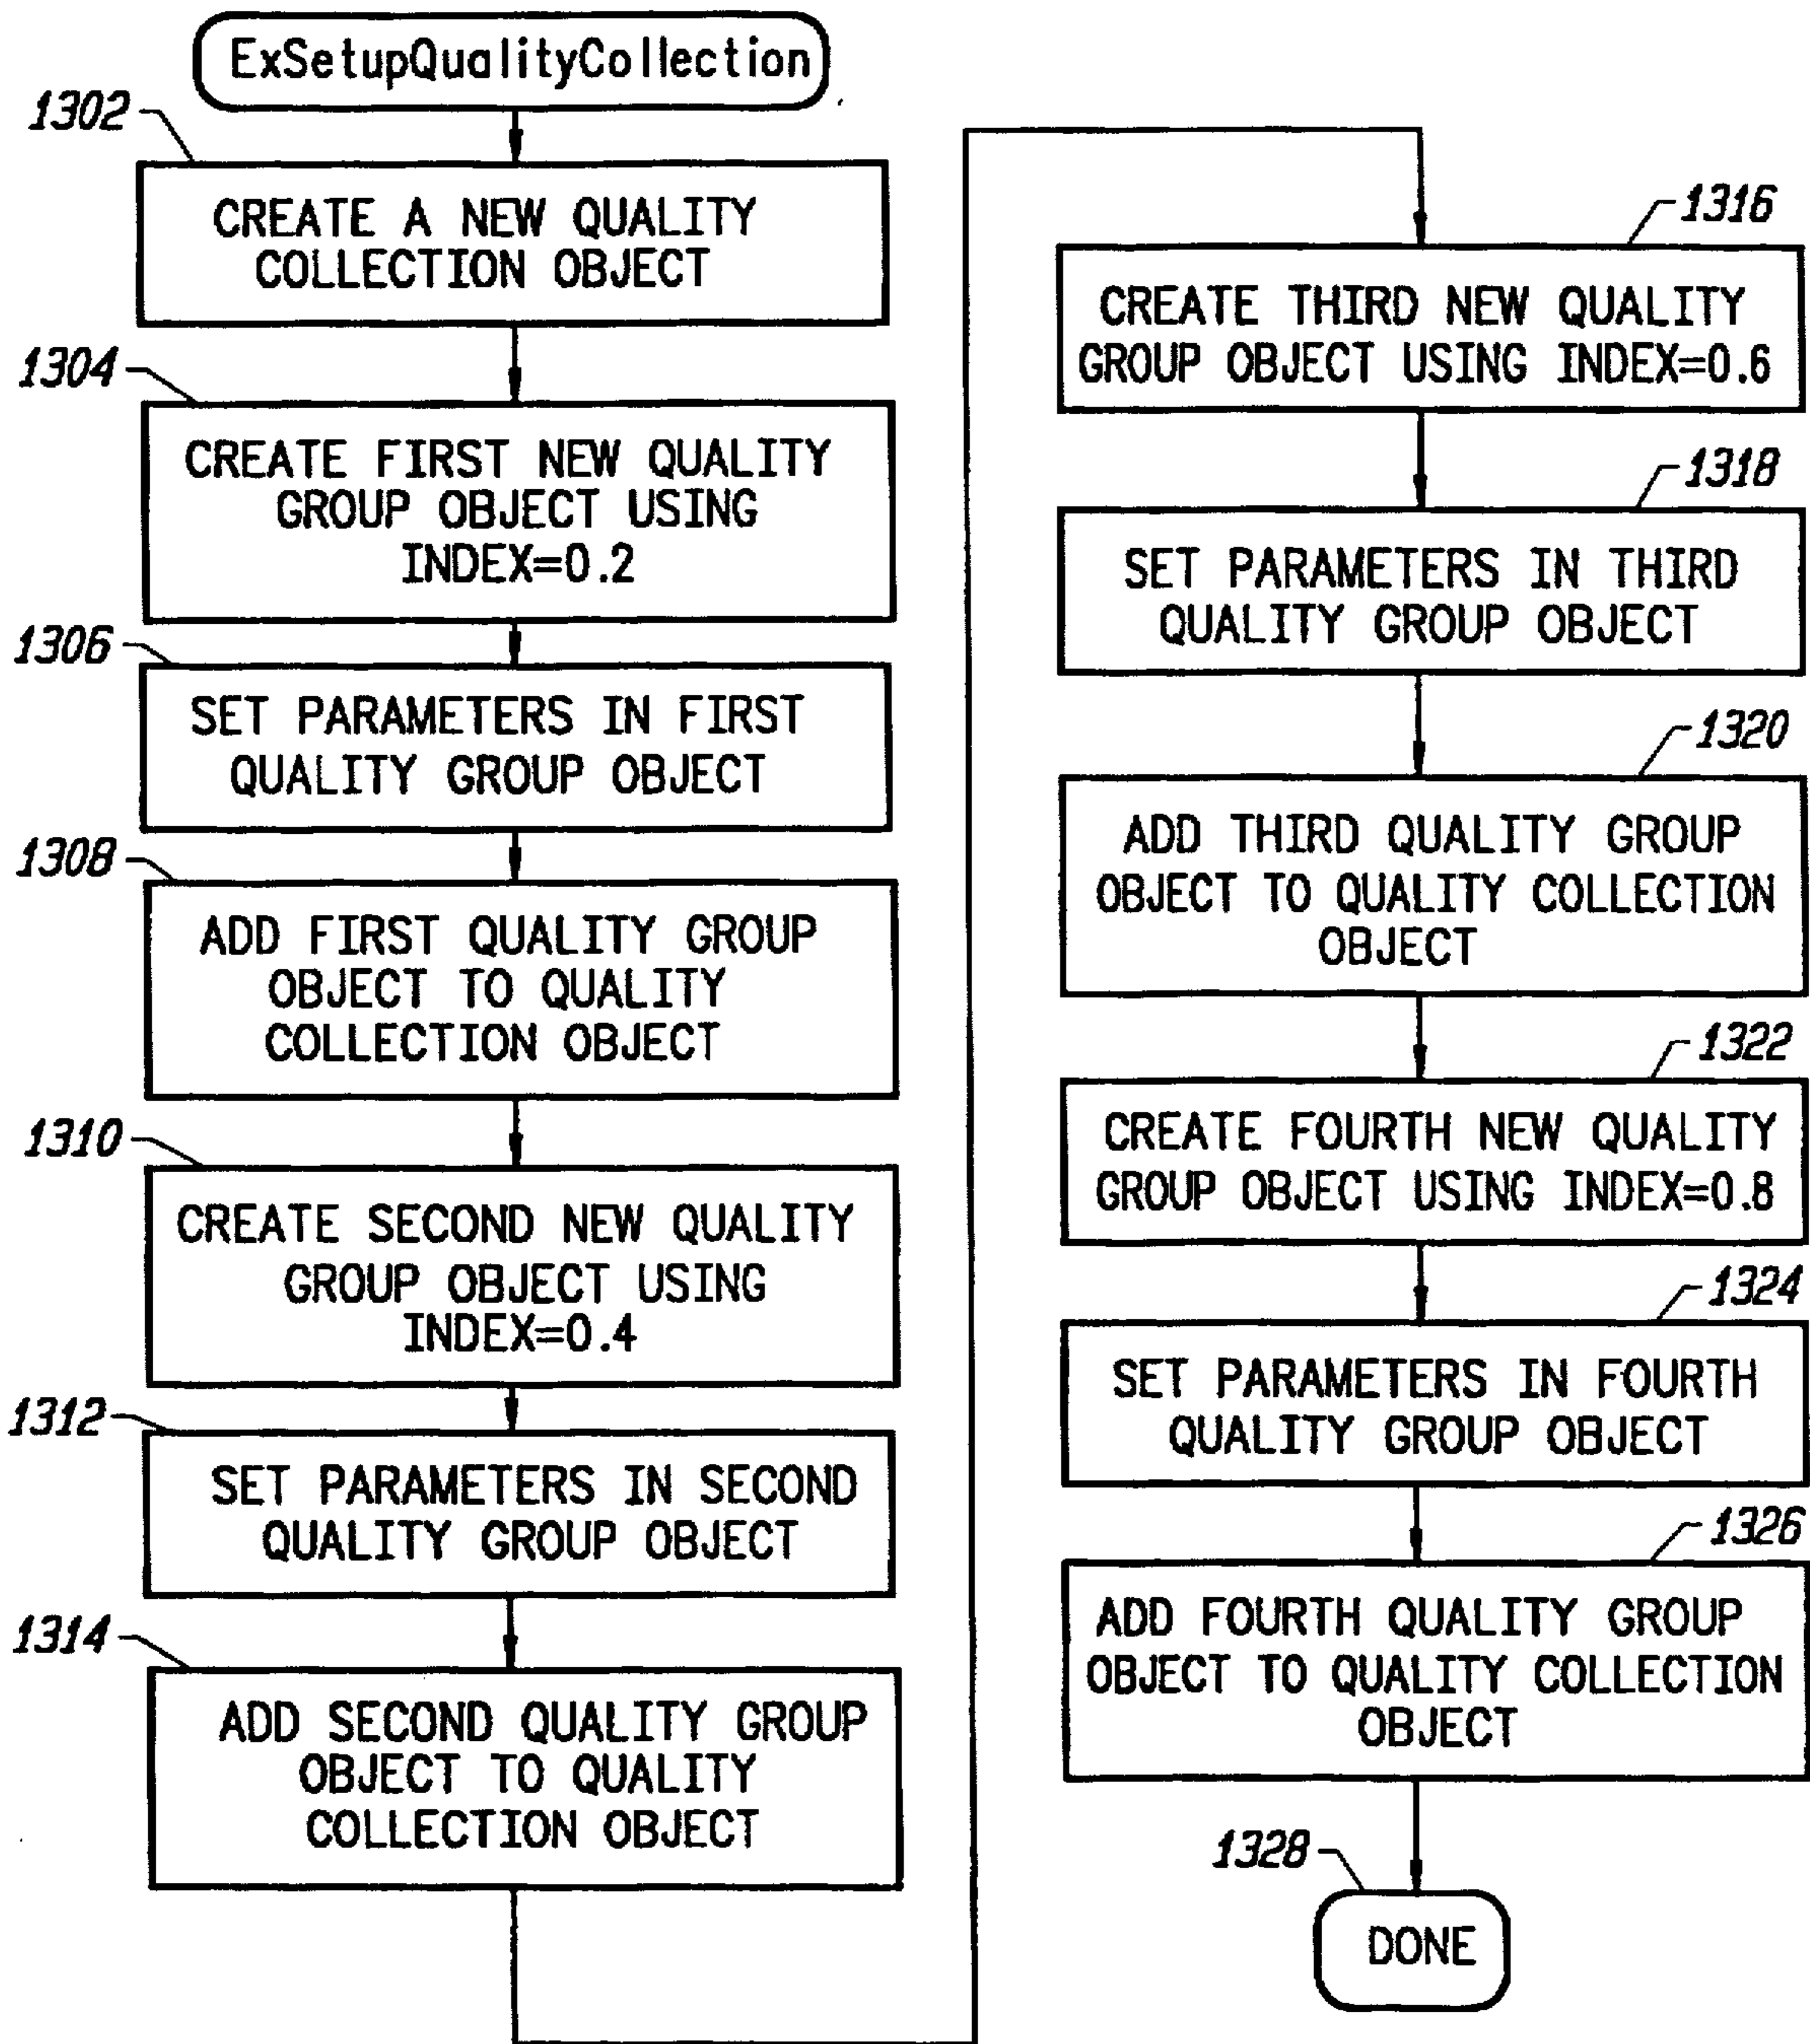 ExSetupQualityCollection
1302
CREATE A NEW QUALITY
COLLECTION OBJECT
1304
CREATE FIRST NEW QUALITY
GROUP OBJECT USING
INDEX=0.2
1306
SET PARAMETERS IN FIRST
QUALITY GROUP OBJECT
1308
ADD FIRST QUALITY GROUP
OBJECT TO QUALITY
COLLECTION OBJECT
1310
CREATE SECOND NEW QUALITY
GROUP OBJECT USING
INDEX=0.4
1312
SET PARAMETERS IN SECOND
QUALITY GROUP OBJECT
1314
ADD SECOND QUALITY GROUP
OBJECT TO QUALITY
COLLECTION OBJECT
1316
CREATE THIRD NEW QUALITY
GROUP OBJECT USING INDEX=0.6
1318
SET PARAMETERS IN THIRD
QUALITY GROUP OBJECT
1320
ADD THIRD QUALITY GROUP
OBJECT TO QUALITY COLLECTION
OBJECT
1322
CREATE FOURTH NEW QUALITY
GROUP OBJECT USING INDEX=0.8
1324
SET PARAMETERS IN FOURTH
QUALITY GROUP OBJECT
1326
ADD FOURTH QUALITY GROUP
OBJECT TO QUALITY COLLECTION
OBJECT
1328
DONE